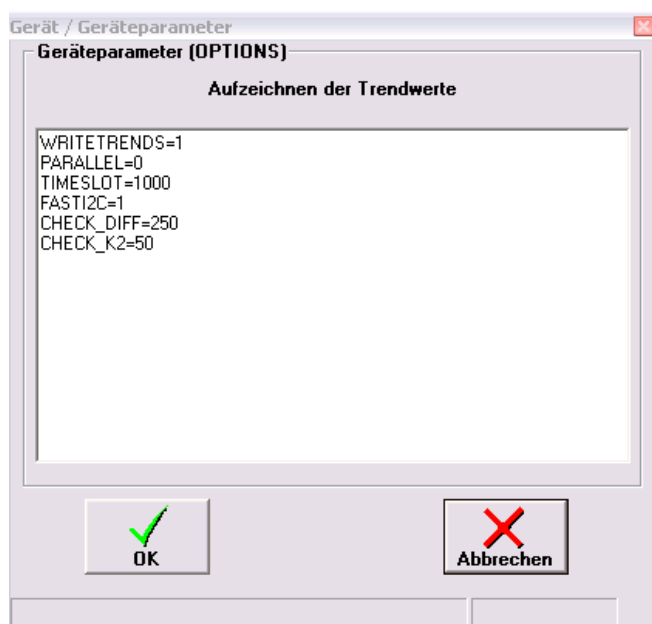 Gerät / Geräteparameter
Geräteparameter (OPTIONS)
Aufzeichnen der Trendwerte
WRITETRENDS=1
PARALLEL=0
TIMESLOT=1000
FASTI2C=1
CHECK_DIFF=250
CHECK_K2=50
OK
Abbrechen